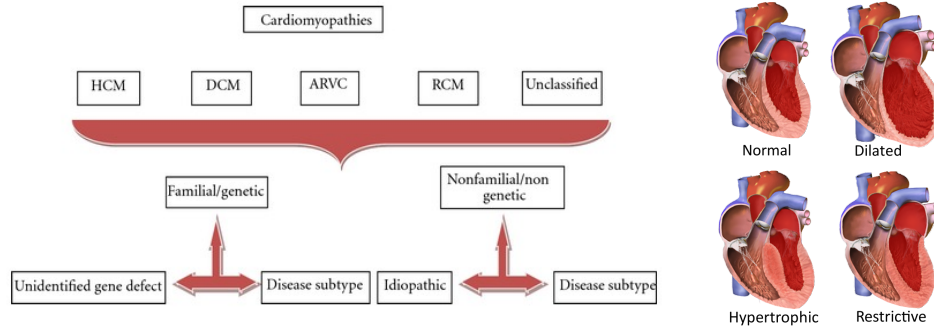 Cardiomyopathies
HCM
DCM
ARVC
RCM
Unclassified
Familial/genetic
Nonfamilial/non
genetic
Unidentified gene defect
Disease subtype
Idiopathic
Disease subtype
Normal
Dilated
Hypertrophic
Restrictive